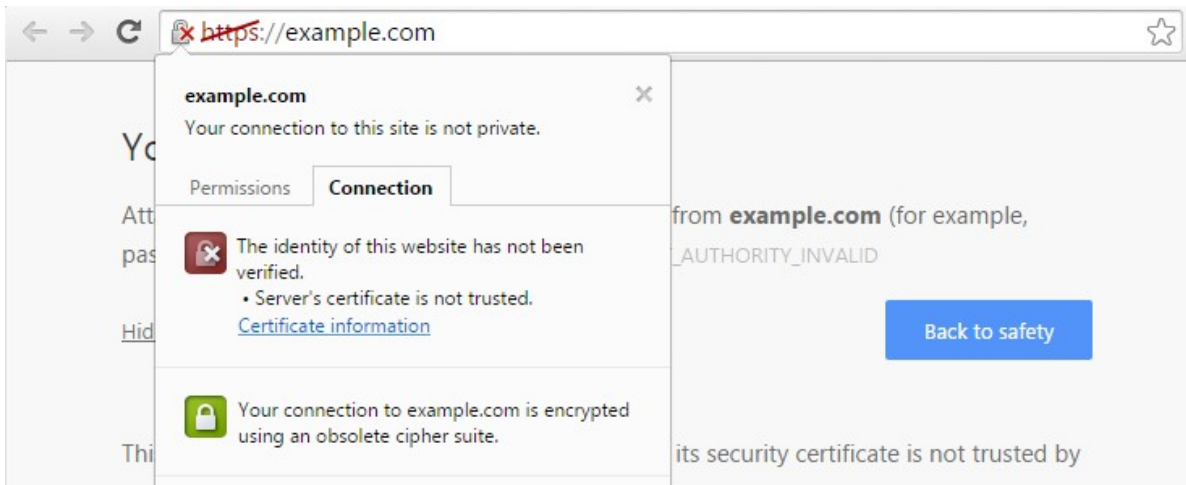 https://example.com
example.com
Your connection to this site is not private.
Yo
Permissions Connection
Att
from example.com (for example,
The identity of this website has not been
verified.
pas
_AUTHORITY_INVALID
• Server's certificate is not trusted.
Certificate information
Hid
Back to safety
Your connection to example.com is encrypted
using an obsolete cipher suite.
Thi
its security certificate is not trusted by